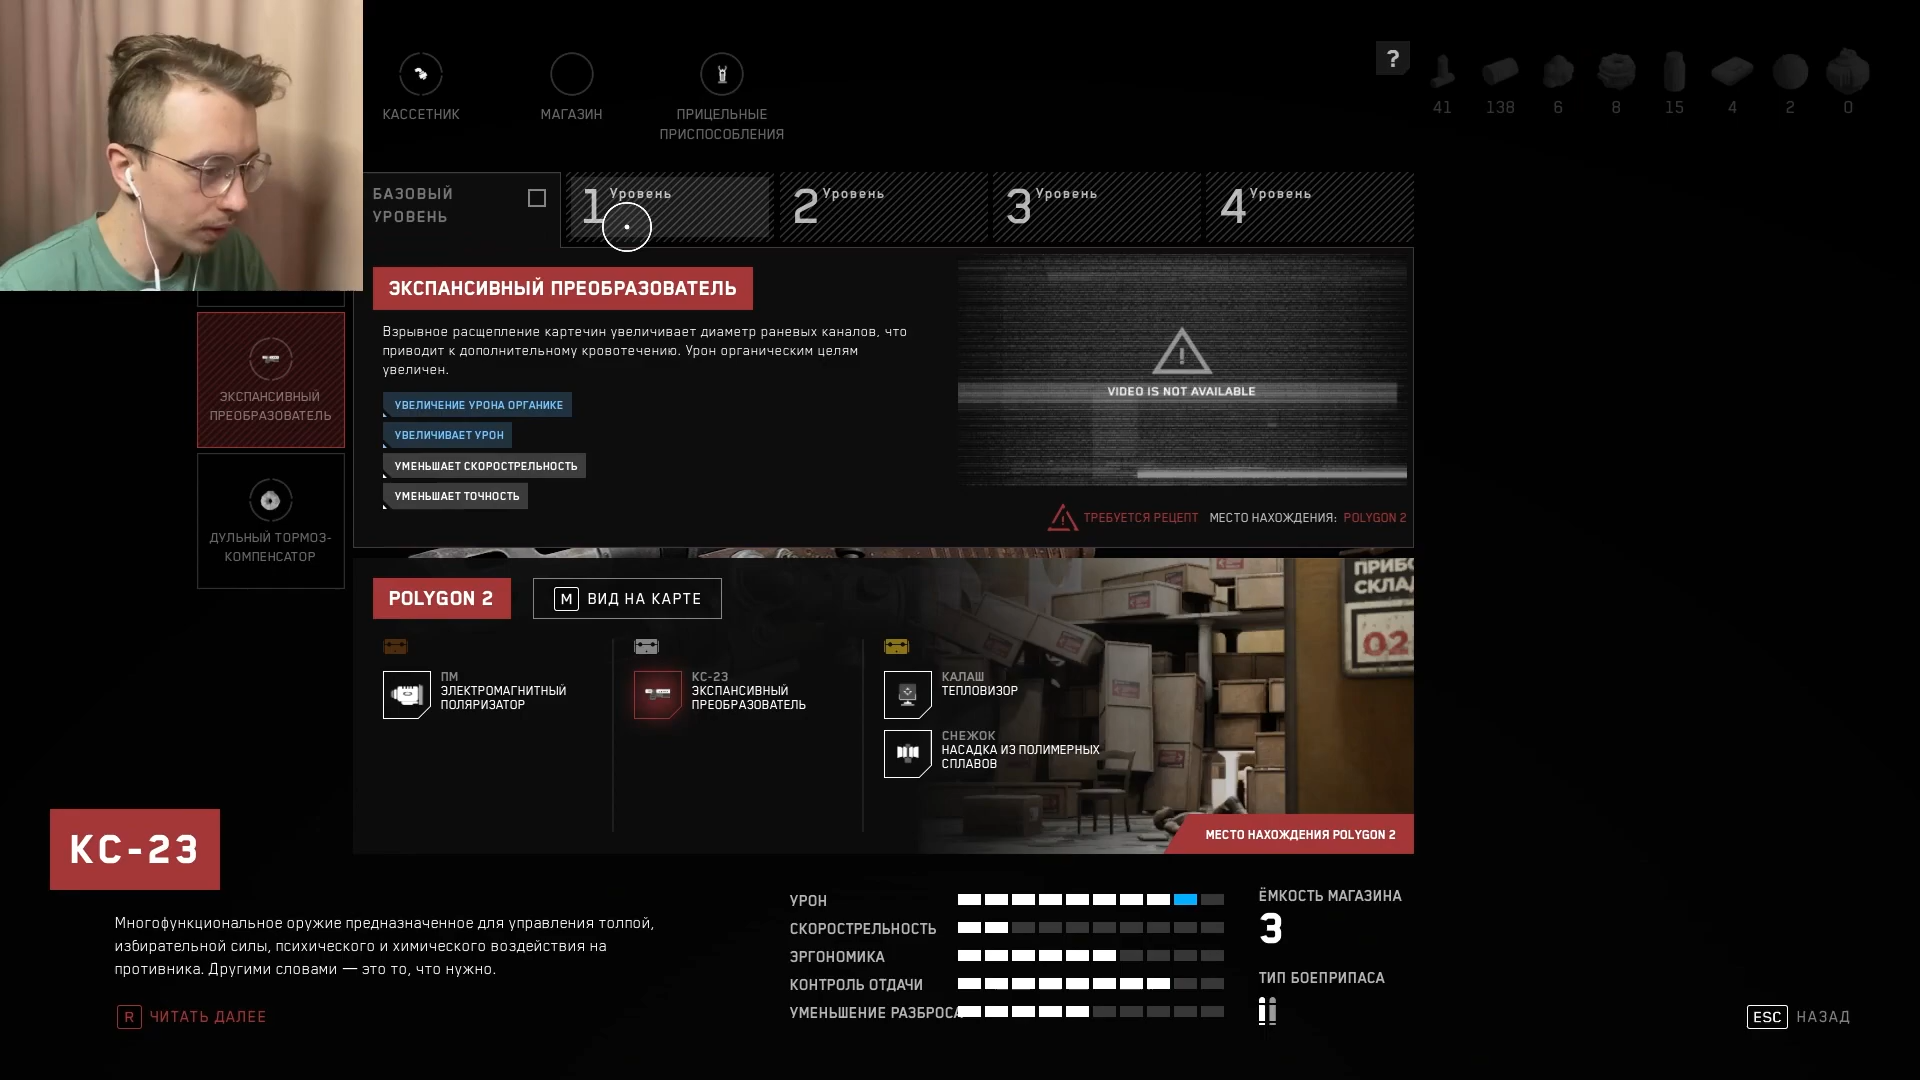 КАССЕТНИК
МАГАЗИН
ПРИЦЕЛЬНЫЕ
ПРИСПОСОБЛЕНИЯ
?
41 138 6 8 15 4 2 0
БАЗОВЫЙ
УРОВЕНЬ
1 Уровень
2 Уровень
3 Уровень
4 Уровень
ЭКСПАНСИВНЫЙ ПРЕОБРАЗОВАТЕЛЬ
Взрывное расщепление картечин увеличивает диаметр раневых каналов, что
приводит к дополнительному кровотечению. Урон органическим целям
увеличен.
УВЕЛИЧЕНИЕ УРОНА ОРГАНИКЕ
УВЕЛИЧИВАЕТ УРОН
УМЕНЬШАЕТ СКОРОСТРЕЛЬНОСТЬ
УМЕНЬШАЕТ ТОЧНОСТЬ
VIDEO IS NOT AVAILABLE
ТРЕБУЕТСЯ РЕЦЕПТ МЕСТО НАХОЖДЕНИЯ: POLYGON 2
ЭКСПАНСИВНЫЙ
ПРЕОБРАЗОВАТЕЛЬ
ДУЛЬНЫЙ ТОРМОЗ-
КОМПЕНСАТОР
POLYGON 2
M ВИД НА КАРТЕ
ПМ
ЭЛЕКТРОМАГНИТНЫЙ
ПОЛЯРИЗАТОР
КС-23
ЭКСПАНСИВНЫЙ
ПРЕОБРАЗОВАТЕЛЬ
КАЛАШ
ТЕПЛОВИЗОР
СНЕЖОК
НАСАДКА ИЗ ПОЛИМЕРНЫХ
СПЛАВОВ
ПРИБО
СКЛАД
02
МЕСТО НАХОЖДЕНИЯ POLYGON 2
КС-23
Многофункциональное оружие предназначенное для управления толпой,
избирательной силы, психического и химического воздействия на
противника. Другими словами — это то, что нужно.
R ЧИТАТЬ ДАЛЕЕ
УРОН
СКОРОСТРЕЛЬНОСТЬ
ЭРГОНОМИКА
КОНТРОЛЬ ОТДАЧИ
УМЕНЬШЕНИЕ РАЗБРОСА
ЁМКОСТЬ МАГАЗИНА
3
ТИП БОЕПРИПАСА
ESC НАЗАД